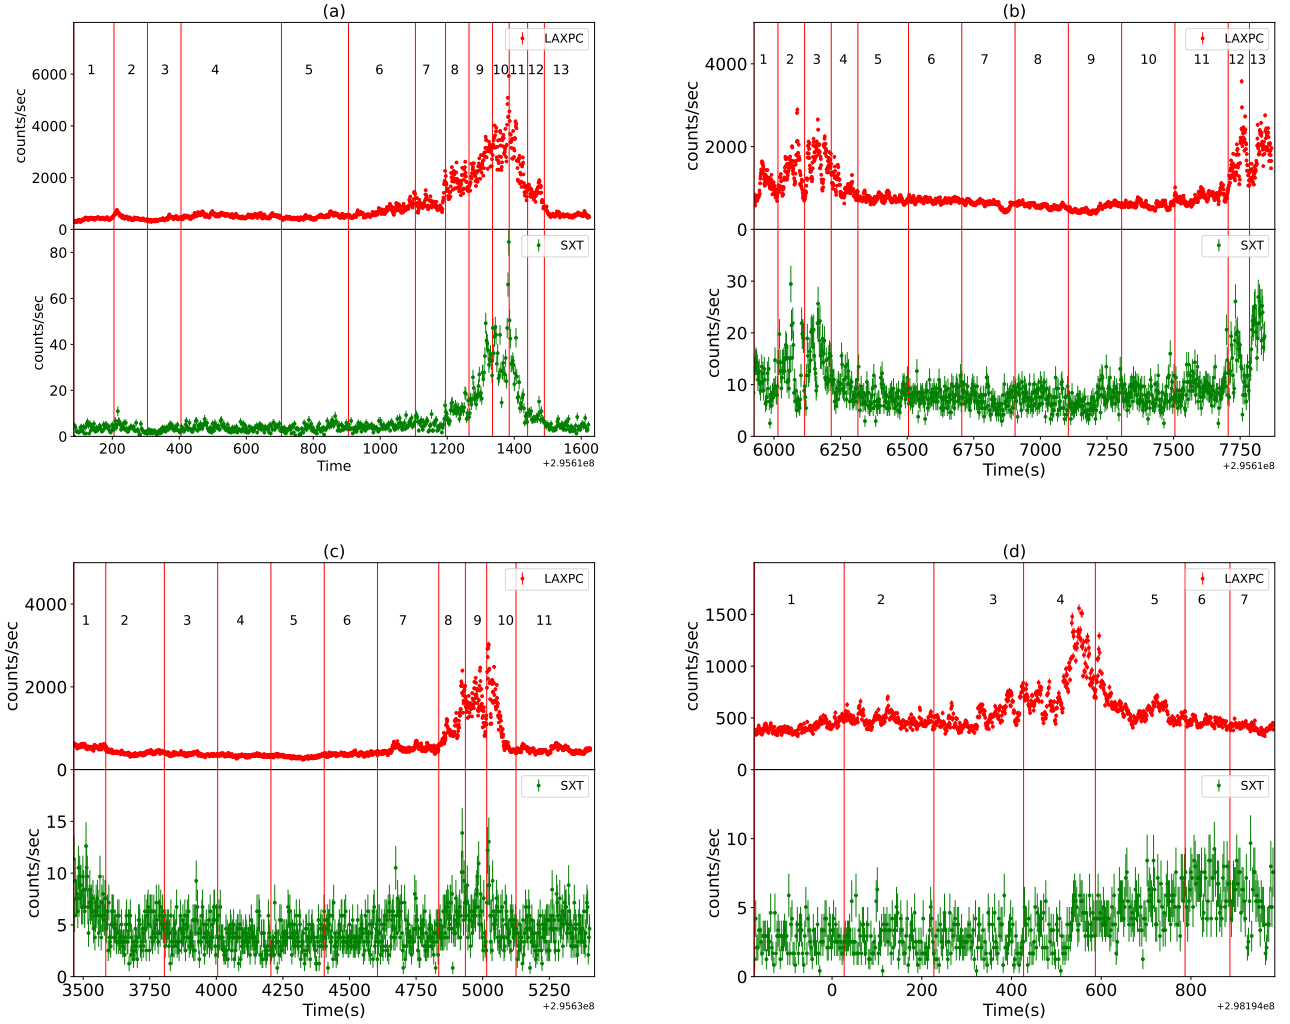 (a)
LAXPC
1 2 3 4 5 6 7 8 9 10 11 12 13
6000
4000
2000
0
counts/sec
SXT
80
60
40
20
0
counts/sec
200 400 600 800 1000 1200 1400 1600
Time
+2.9561e8
(b)
LAXPC
1 2 3 4 5 6 7 8 9 10 11 12 13
4000
2000
0
counts/sec
SXT
30
20
10
0
counts/sec
6000 6250 6500 6750 7000 7250 7500 7750
Time(s)
+2.9561e8
(c)
LAXPC
1 2 3 4 5 6 7 8 9 10 11
4000
2000
0
counts/sec
SXT
15
10
5
0
counts/sec
3500 3750 4000 4250 4500 4750 5000 5250
Time(s)
+2.9563e8
(d)
LAXPC
1 2 3 4 5 6 7
1500
1000
500
0
counts/sec
SXT
10
5
0
counts/sec
0 200 400 600 800
Time(s)
+2.98194e8